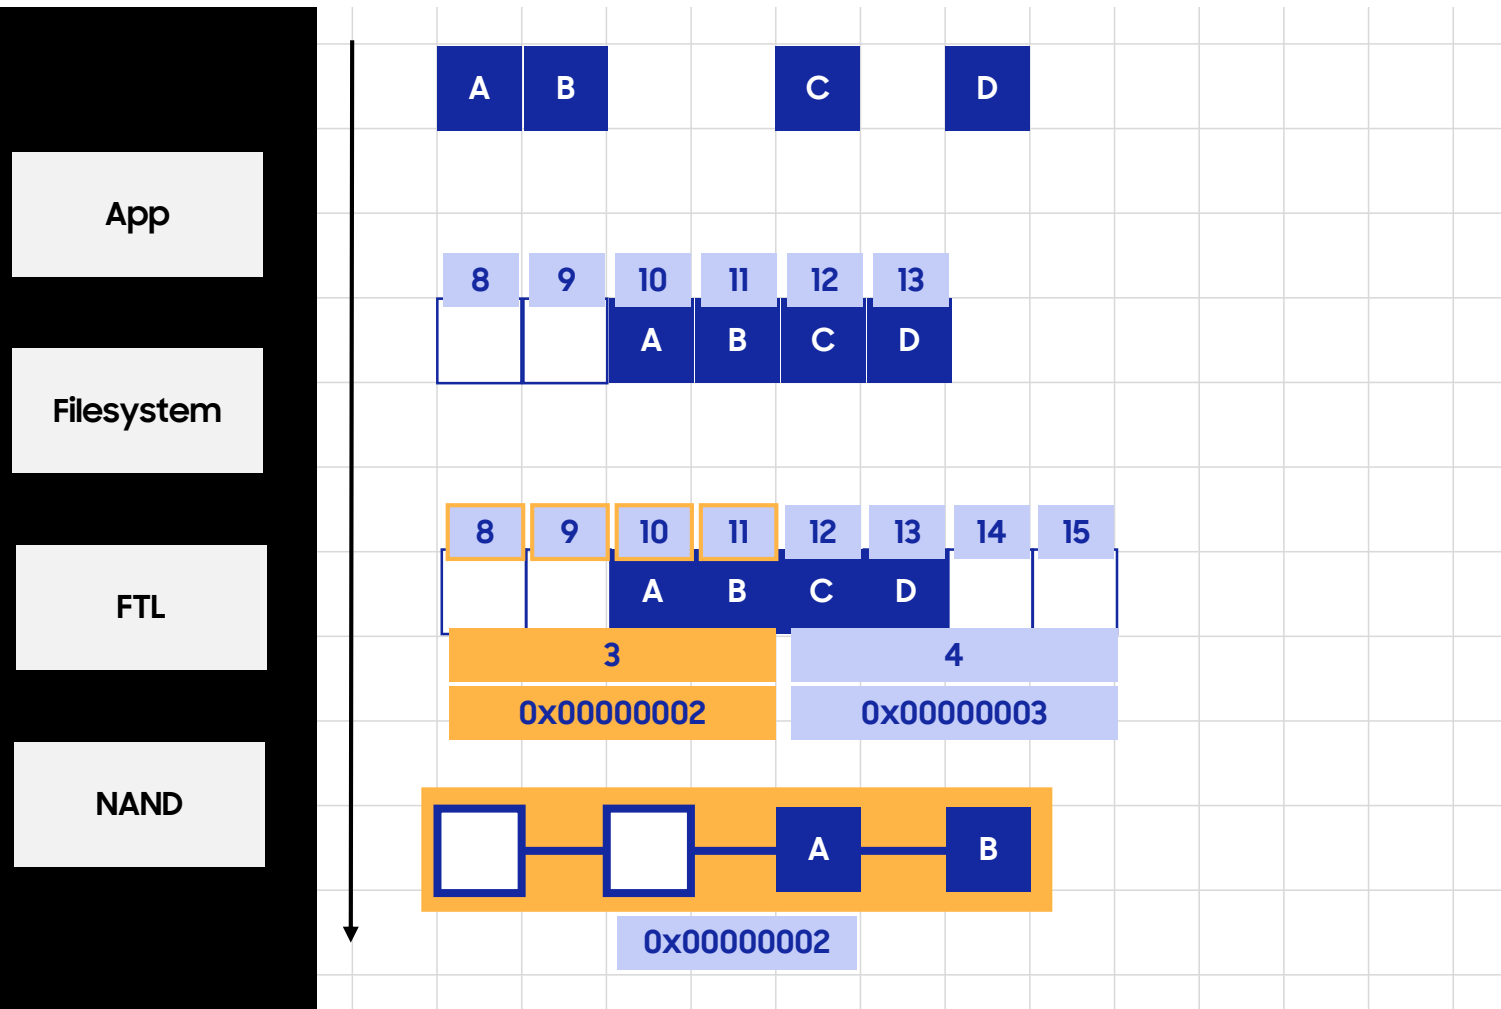 A B C D
App
8 9 10 11 12 13
A B C D
Filesystem
8 9 10 11 12 13 14 15
A B C D
FTL
3 4
0x00000002 0x00000003
NAND
A B
0x00000002